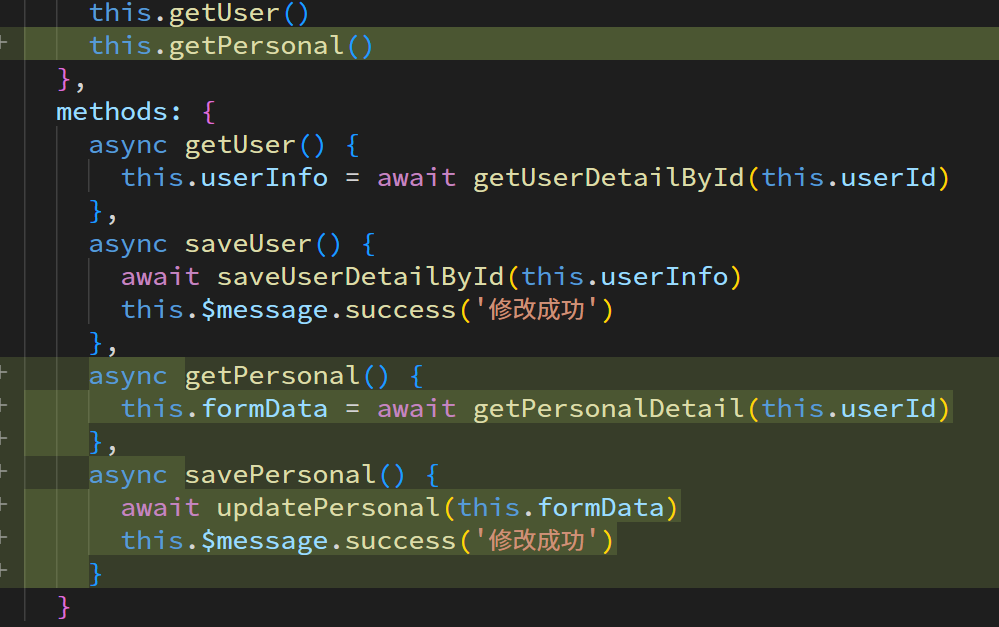 this.getUser()
+ this.getPersonal()
},
methods: {
async getUser() {
this.userInfo = await getUserDetailById(this.userId)
},
async saveUser() {
await saveUserDetailById(this.userInfo)
this.$message.success('修改成功')
},
+ async getPersonal() {
+ this.formData = await getPersonalDetail(this.userId)
+ },
+ async savePersonal() {
+ await updatePersonal(this.formData)
+ this.$message.success('修改成功')
+ }
}